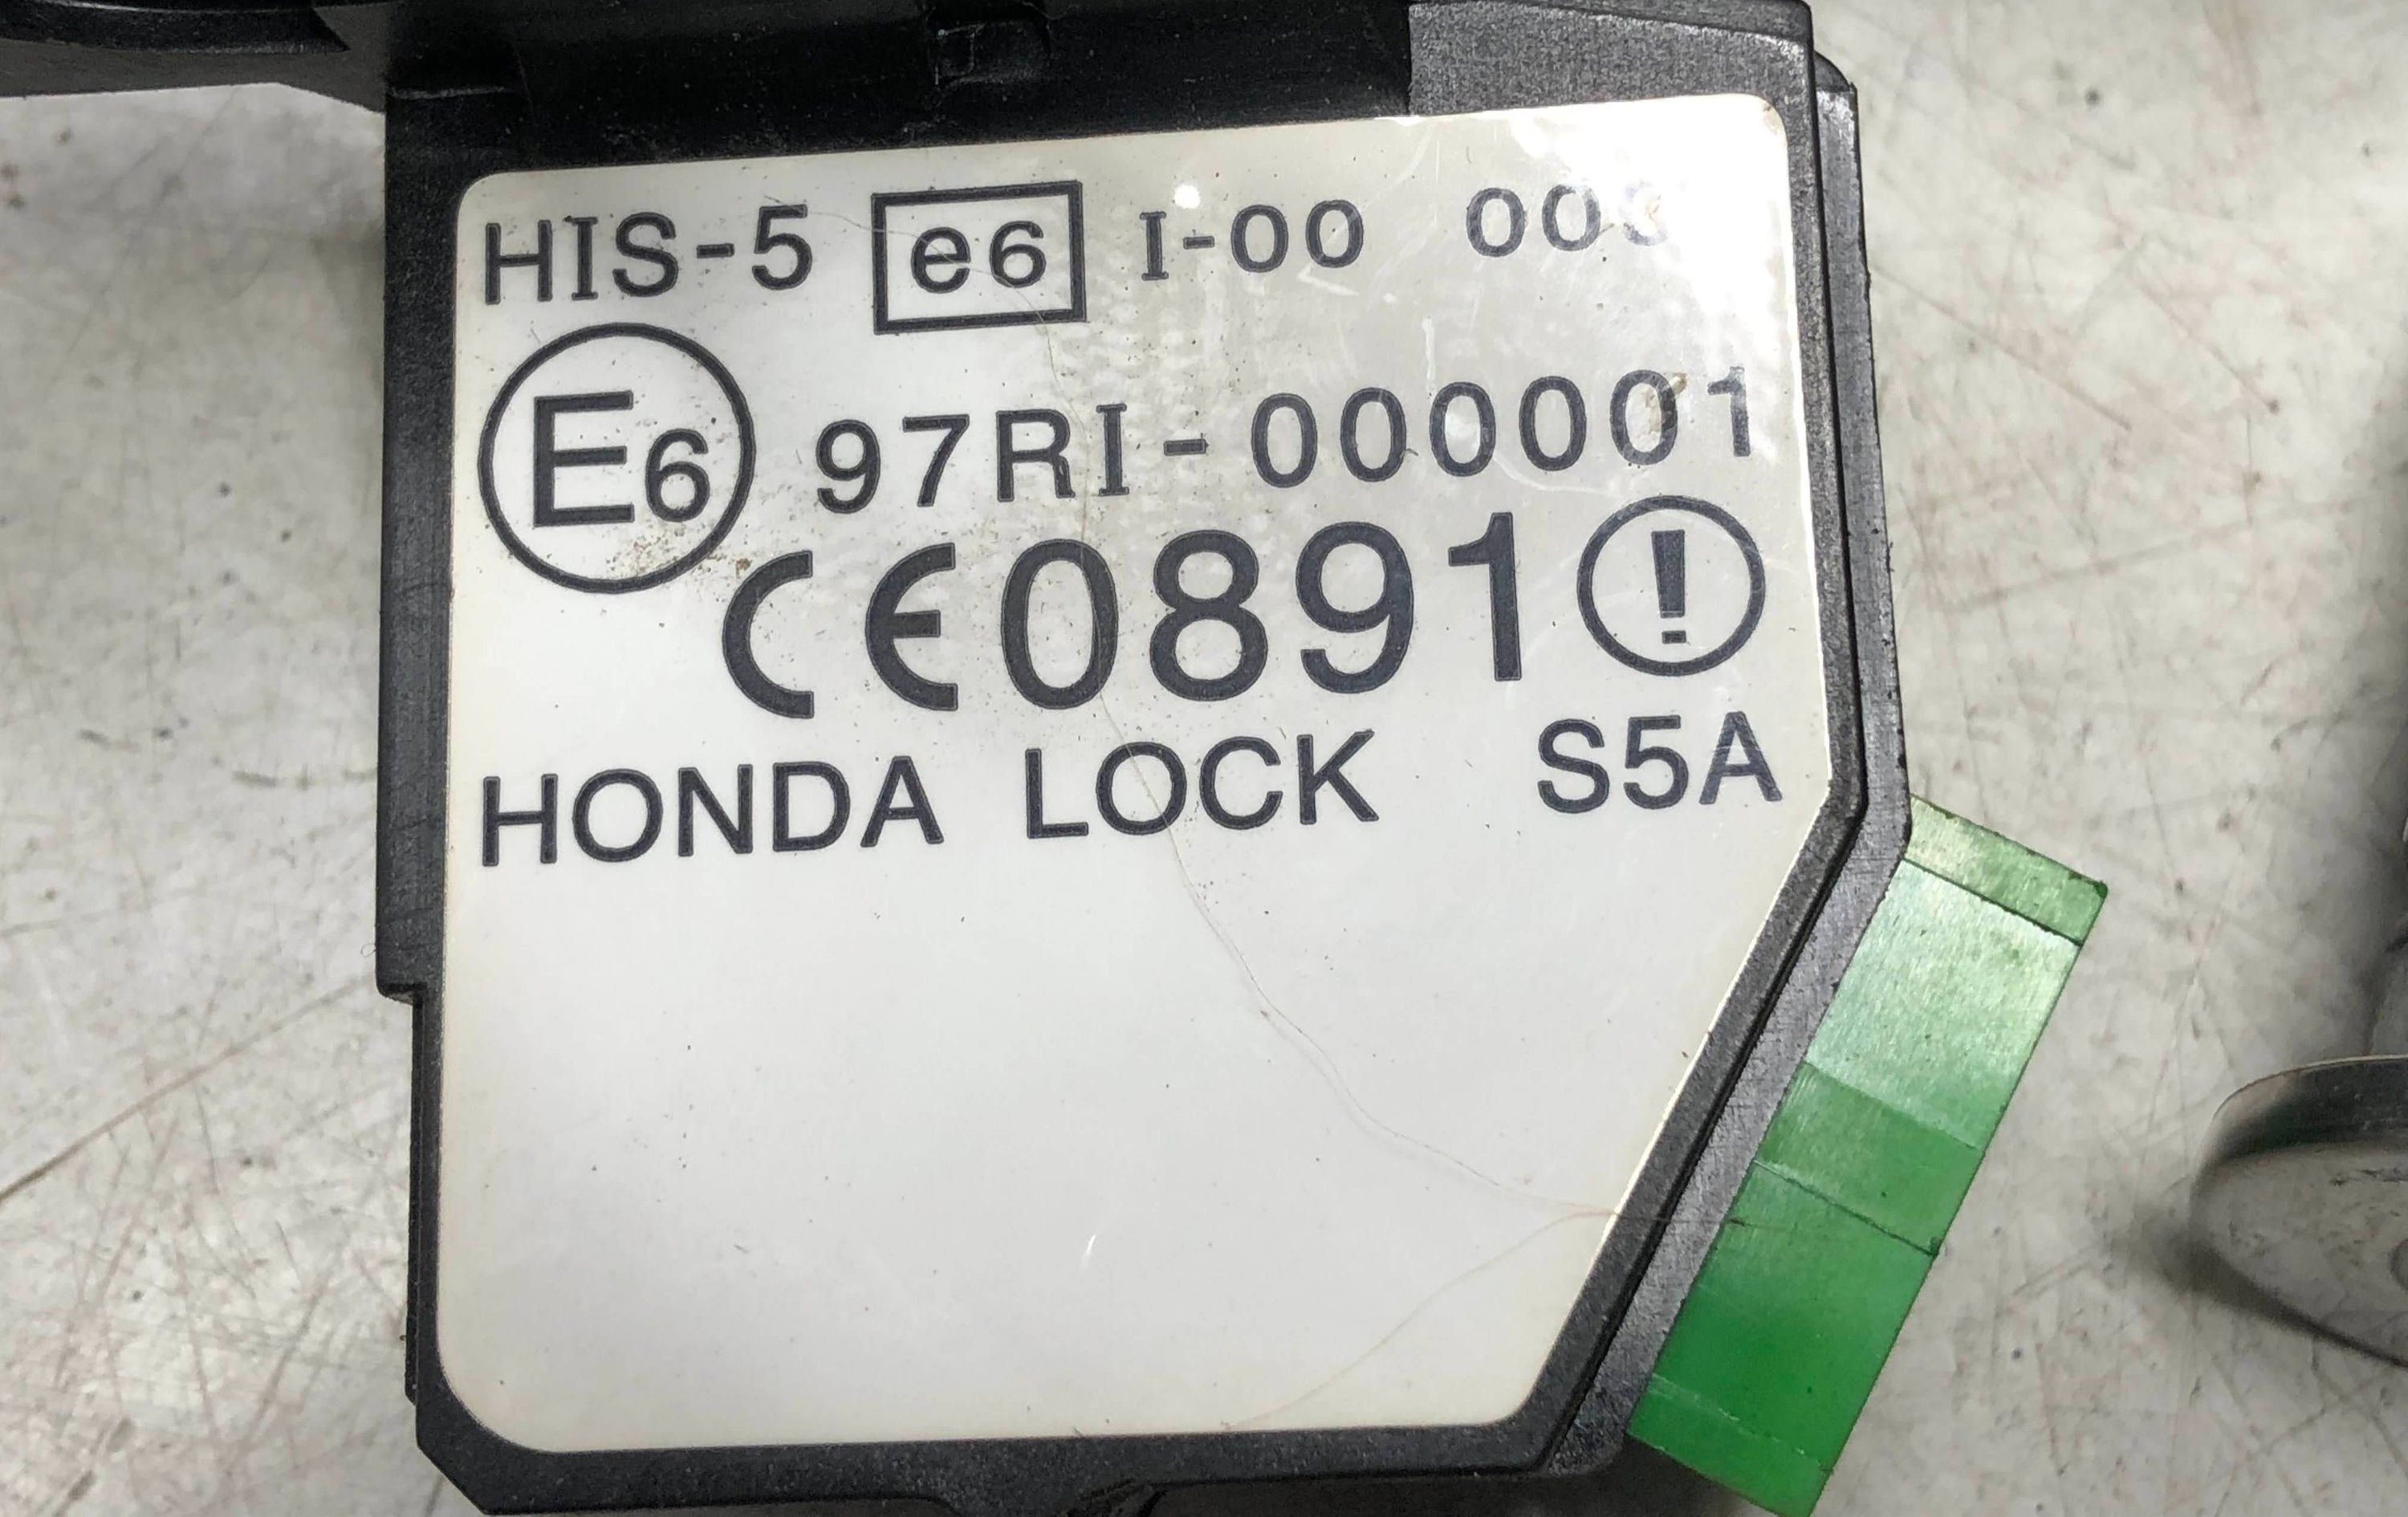 HIS-5 e6 I-00
E6 97RI-000001
CE0891!
HONDA LOCK S5A